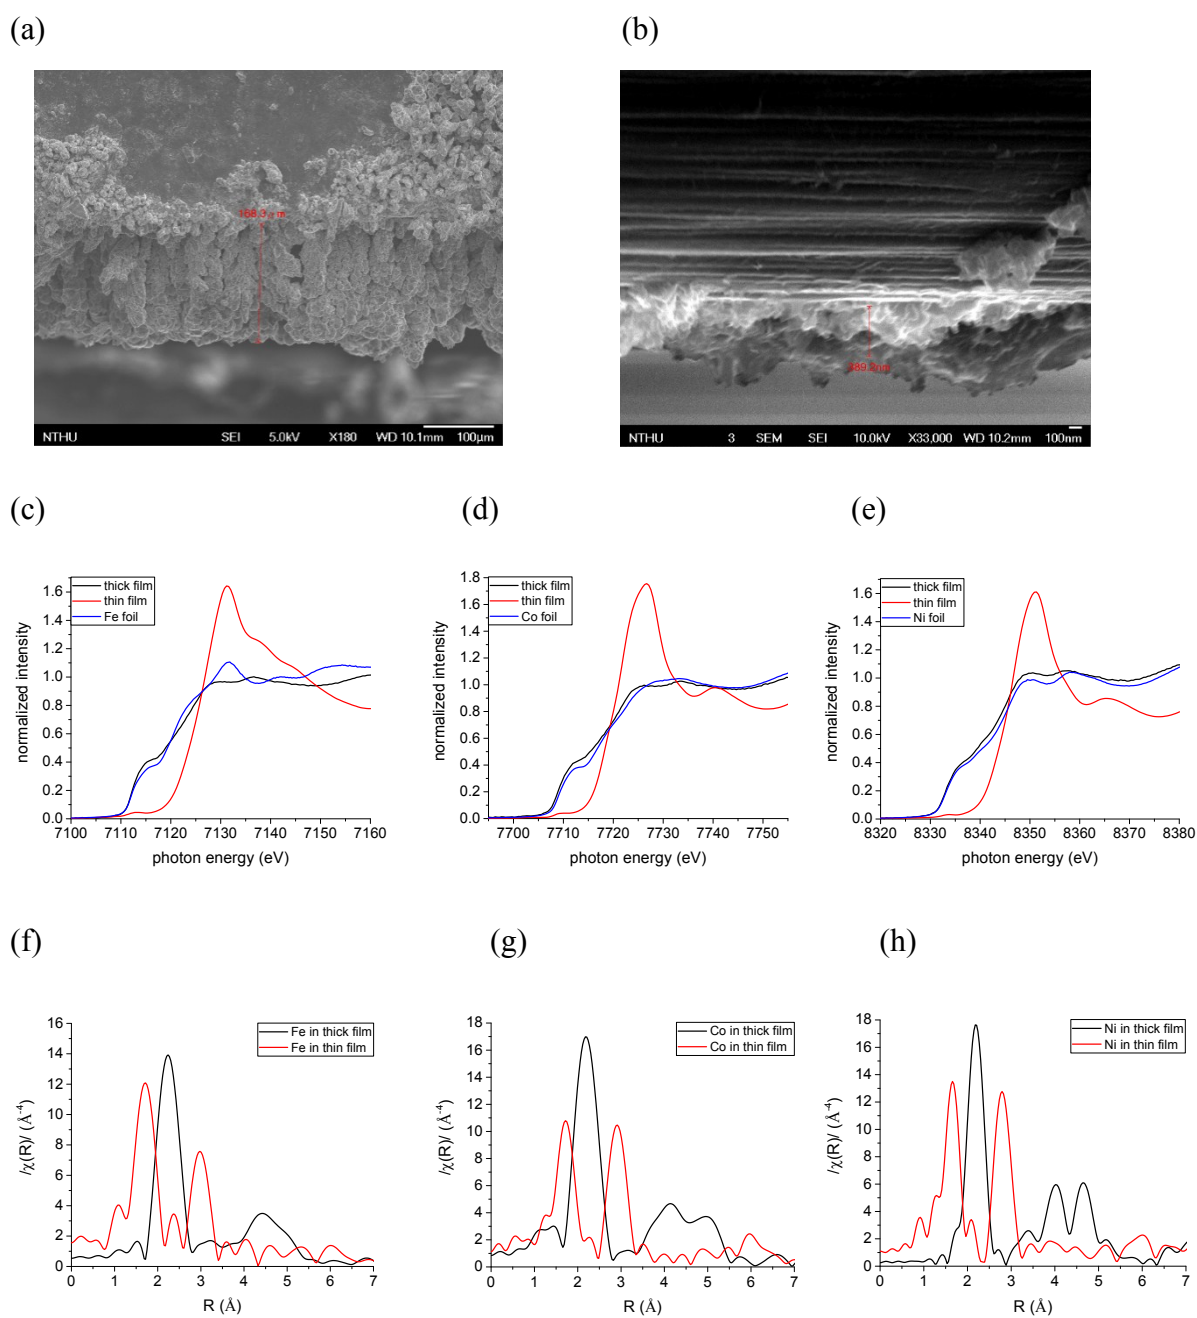 (a)
(b)
NTHU SEI 5.0kV X180 WD 10.1mm 100µm
NTHU 3 SEM SEI 10.0kV X33,000 WD 10.2mm 100nm
(c)
(d)
(e)
thick film
thin film
Fe foil
1.6
1.4
1.2
1.0
0.8
0.6
0.4
0.2
0.0
normalized intensity
7100 7110 7120 7130 7140 7150 7160
photon energy (eV)
thick film
thin film
Co foil
1.8
1.6
1.4
1.2
1.0
0.8
0.6
0.4
0.2
0.0
normalized intensity
7700 7710 7720 7730 7740 7750
photon energy (eV)
thick film
thin film
Ni foil
1.6
1.4
1.2
1.0
0.8
0.6
0.4
0.2
0.0
normalized intensity
8320 8330 8340 8350 8360 8370 8380
photon energy (eV)
(f)
(g)
(h)
Fe in thick film
Fe in thin film
16
14
12
10
8
6
4
2
0
/χ(R)/ (Å⁻⁴)
0 1 2 3 4 5 6 7
R (Å)
Co in thick film
Co in thin film
18
16
14
12
10
8
6
4
2
0
/χ(R)/ (Å⁻⁴)
0 1 2 3 4 5 6 7
R (Å)
Ni in thick film
Ni in thin film
18
16
14
12
10
8
6
4
2
0
/χ(R)/ (Å⁻⁴)
0 1 2 3 4 5 6 7
R (Å)